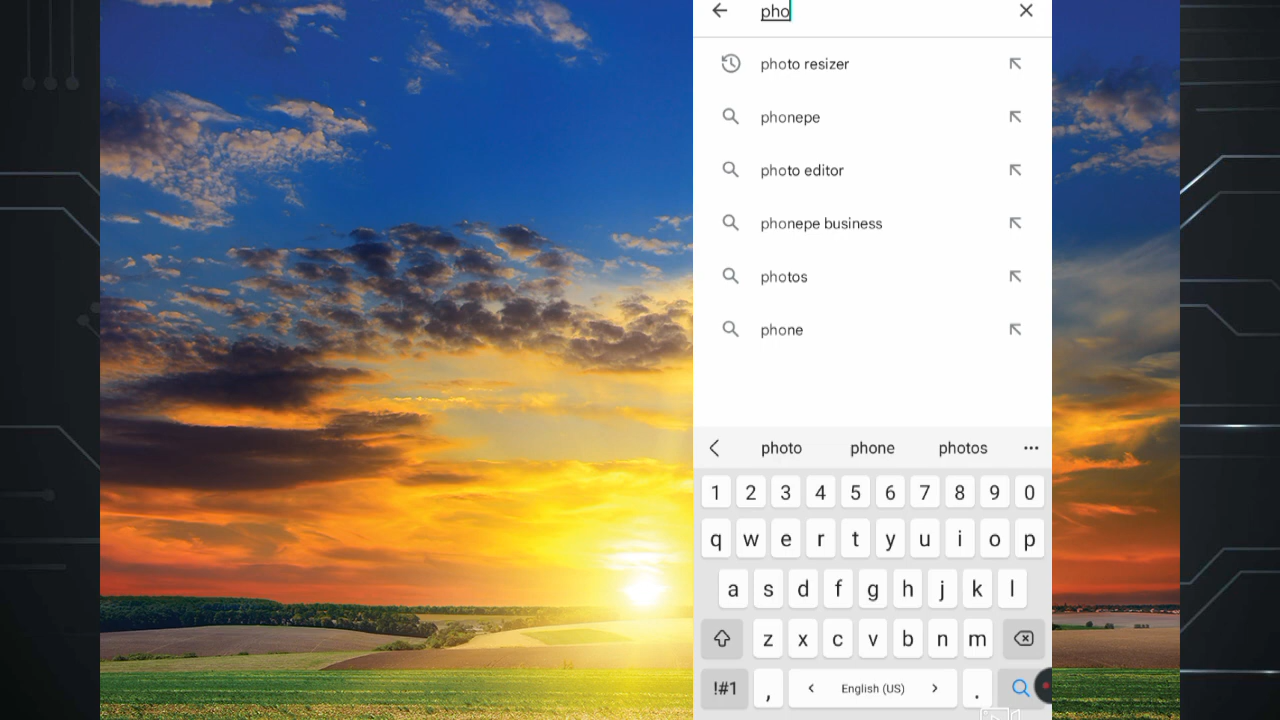 pho
photo resizer
phonepe
photo editor
phonepe business
photos
phone
photo phone photos
1 2 3 4 5 6 7 8 9 0
q w e r t y u i o p
a s d f g h j k l
z x c v b n m
!#1 , English (US) .